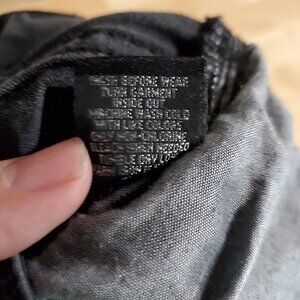 WASH BEFORE WEAR
TURN GARMENT
INSIDE OUT
MACHINE WASH COLD
WITH LIKE COLORS
ONLY NON-CHLORINE
BLEACH WHEN NEEDED
TUMBLE DRY LOW